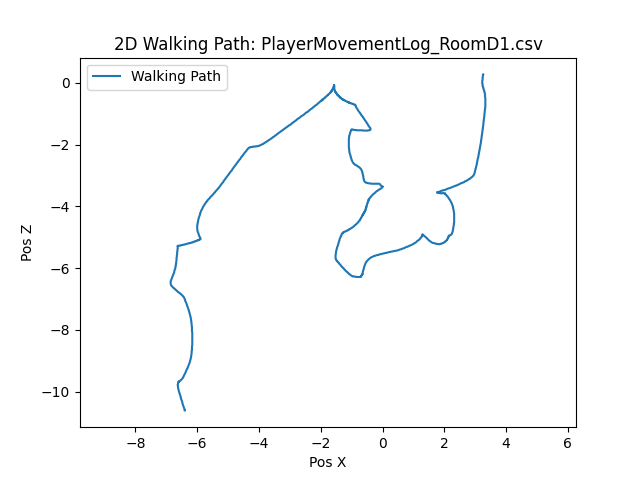 2D Walking Path: PlayerMovementLog_RoomD1.csv
Walking Path
0
−2
−4
−6
−8
−10
Pos Z
−8 −6 −4 −2 0 2 4 6
Pos X